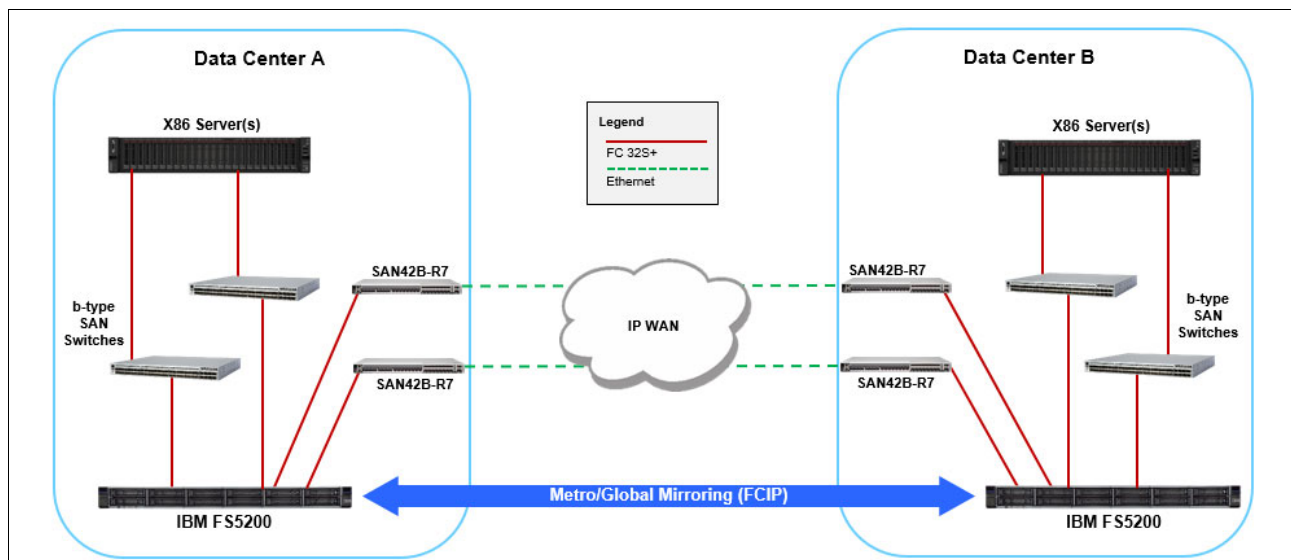 Data Center A
Data Center B
X86 Server(s)
X86 Server(s)
Legend
FC 32S+
Ethernet
SAN42B-R7
SAN42B-R7
b-type
SAN
Switches
b-type
SAN
Switches
IP WAN
SAN42B-R7
SAN42B-R7
Metro/Global Mirroring (FCIP)
IBM FS5200
IBM FS5200